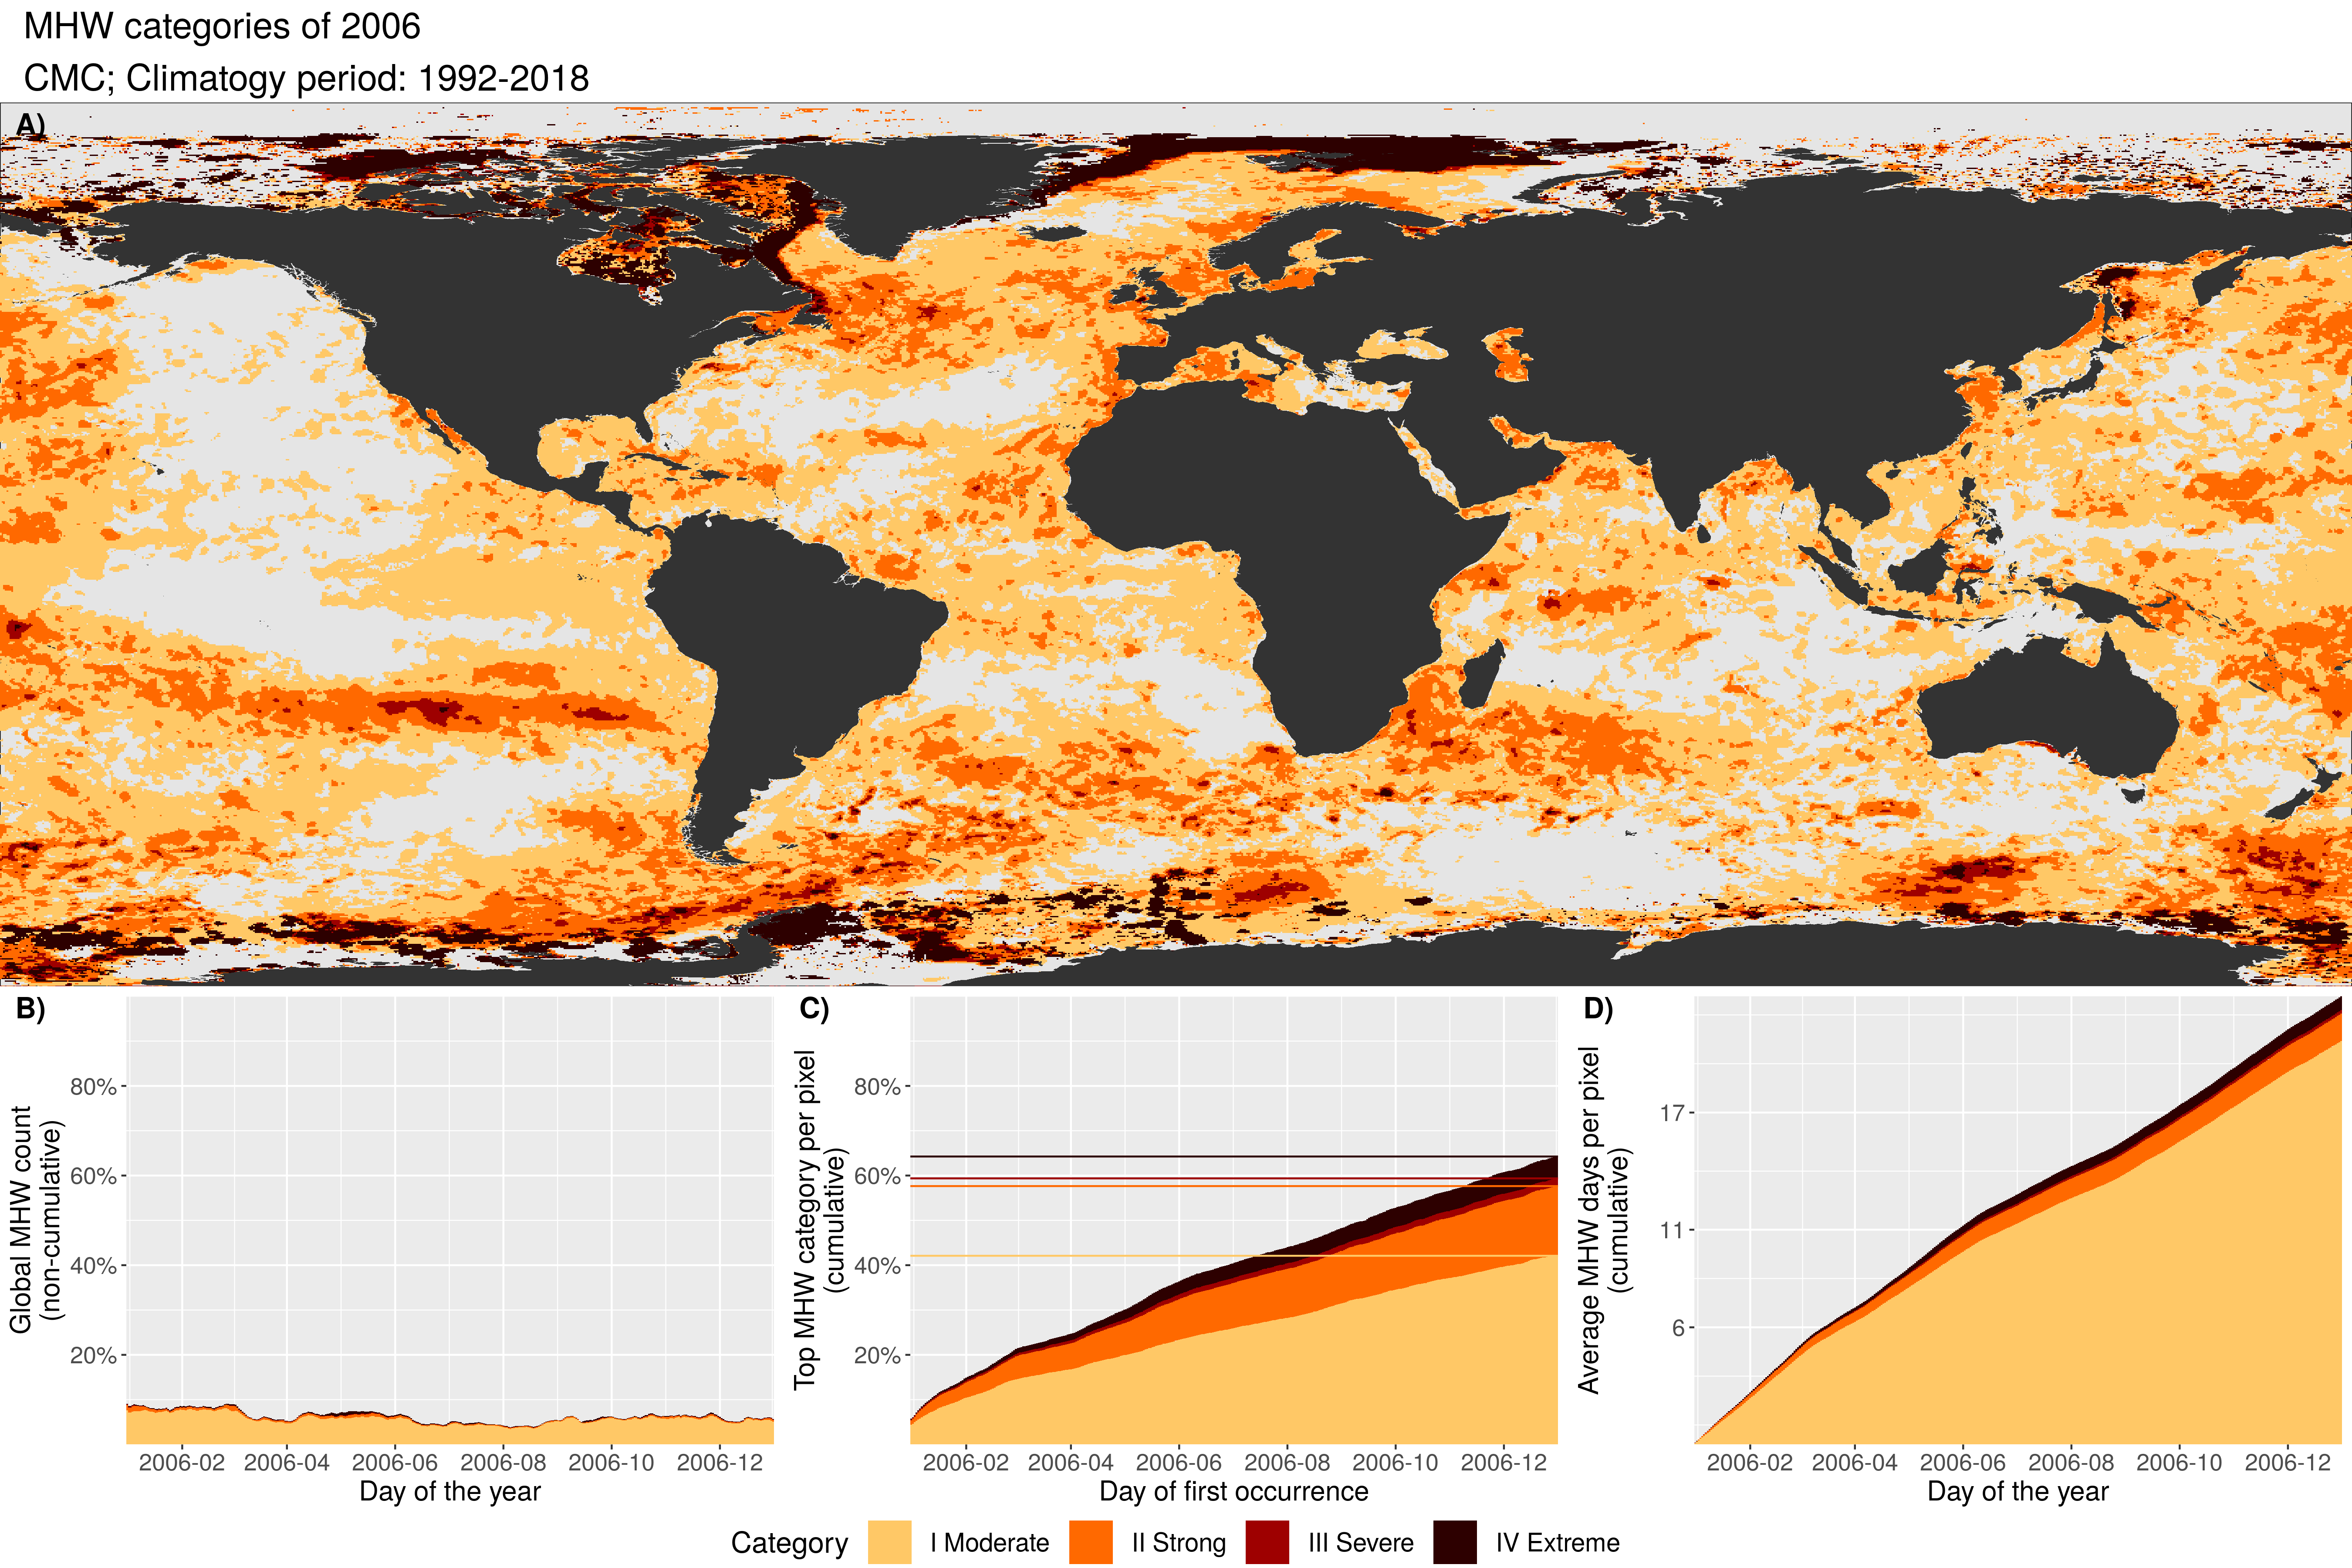 MHW categories of 2006
CMC; Climatogy period: 1992-2018
A)
B)
Global MHW count
(non-cumulative)
80%
60%
40%
20%
2006-02 2006-04 2006-06 2006-08 2006-10 2006-12
Day of the year
C)
Top MHW category per pixel
(cumulative)
80%
60%
40%
20%
2006-02 2006-04 2006-06 2006-08 2006-10 2006-12
Day of first occurrence
D)
Average MHW days per pixel
(cumulative)
17
11
6
2006-02 2006-04 2006-06 2006-08 2006-10 2006-12
Day of the year
Category I Moderate II Strong III Severe IV Extreme